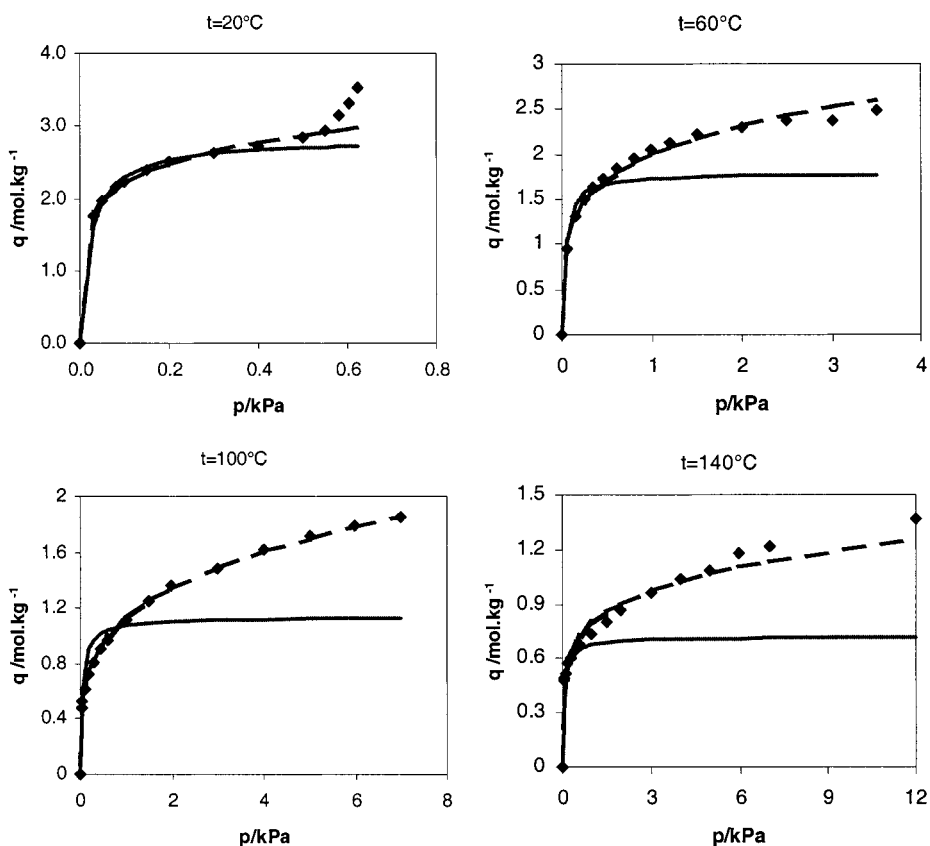 t=20°C
4.0
3.0
2.0
1.0
0.0
q /mol.kg⁻¹
0.0 0.2 0.4 0.6 0.8
p/kPa
t=60°C
3
2.5
2
1.5
1
0.5
0
q /mol.kg⁻¹
0 1 2 3 4
p/kPa
t=100°C
2
1.6
1.2
0.8
0.4
0
q /mol.kg⁻¹
0 2 4 6 8
p/kPa
t=140°C
1.5
1.2
0.9
0.6
0.3
0
q /mol.kg⁻¹
0 3 6 9 12
p/kPa